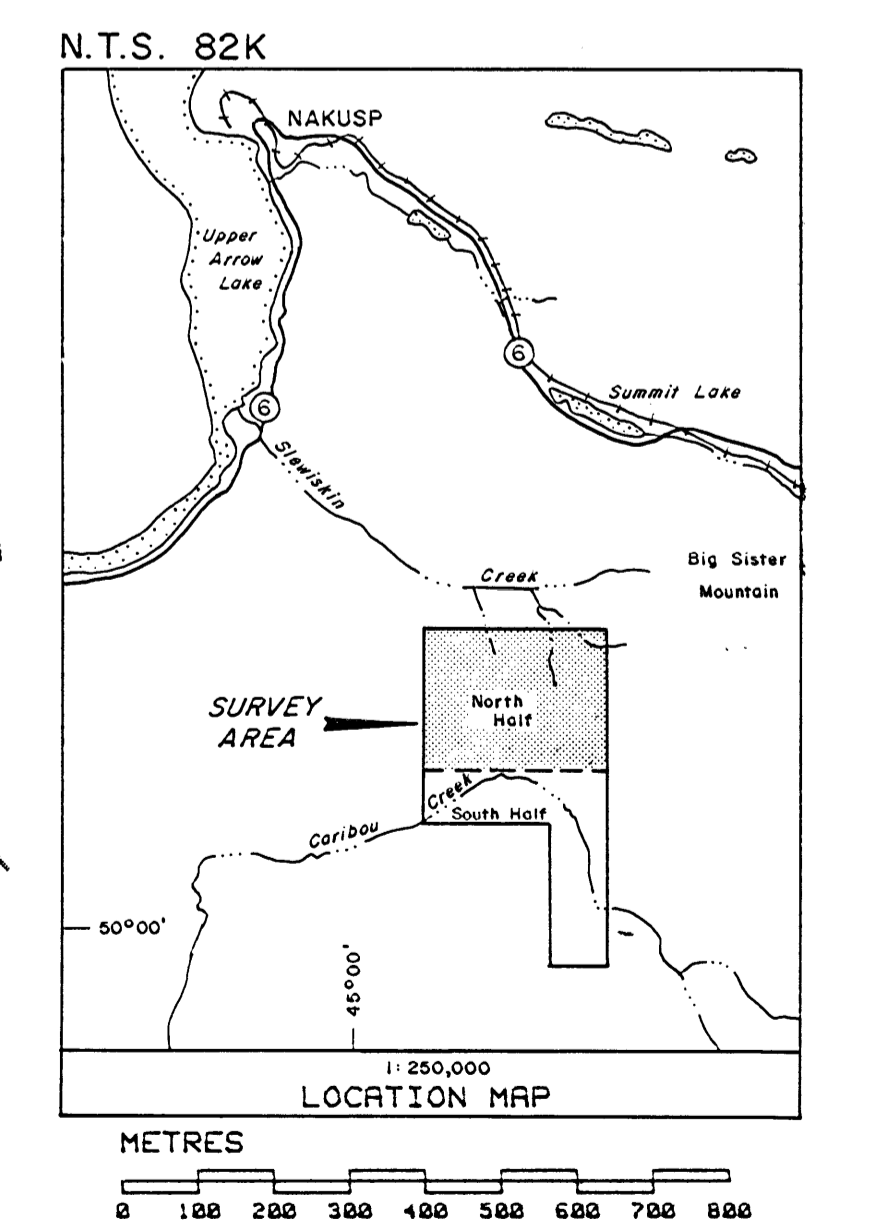 N.T.S. 82K
NAKUSP
Upper
Arrow
Lake
6
Summit Lake
6
Slewiskin
Creek
Big Sister
Mountain
SURVEY
AREA
North
Half
Creek
South Half
Caribou
50°00'
45°00'
1:250,000
LOCATION MAP
METRES
0 100 200 300 400 500 600 700 800